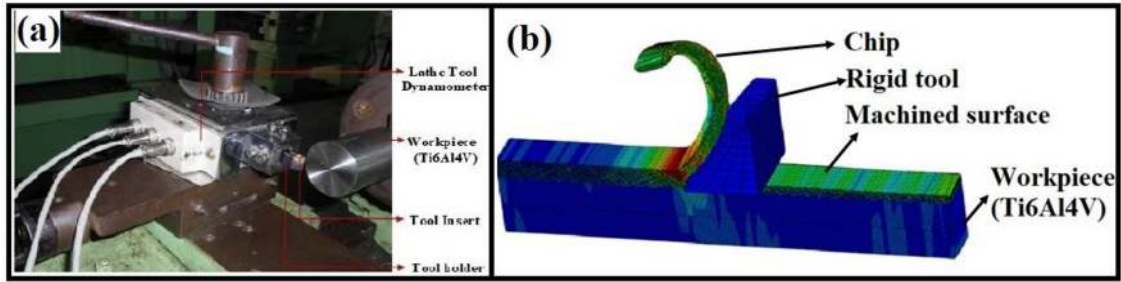 (a)
Lathe Tool
Dynamometer
Workpiece
(Ti6Al4V)
Tool Insert
Tool holder
(b)
Chip
Rigid tool
Machined surface
Workpiece
(Ti6Al4V)